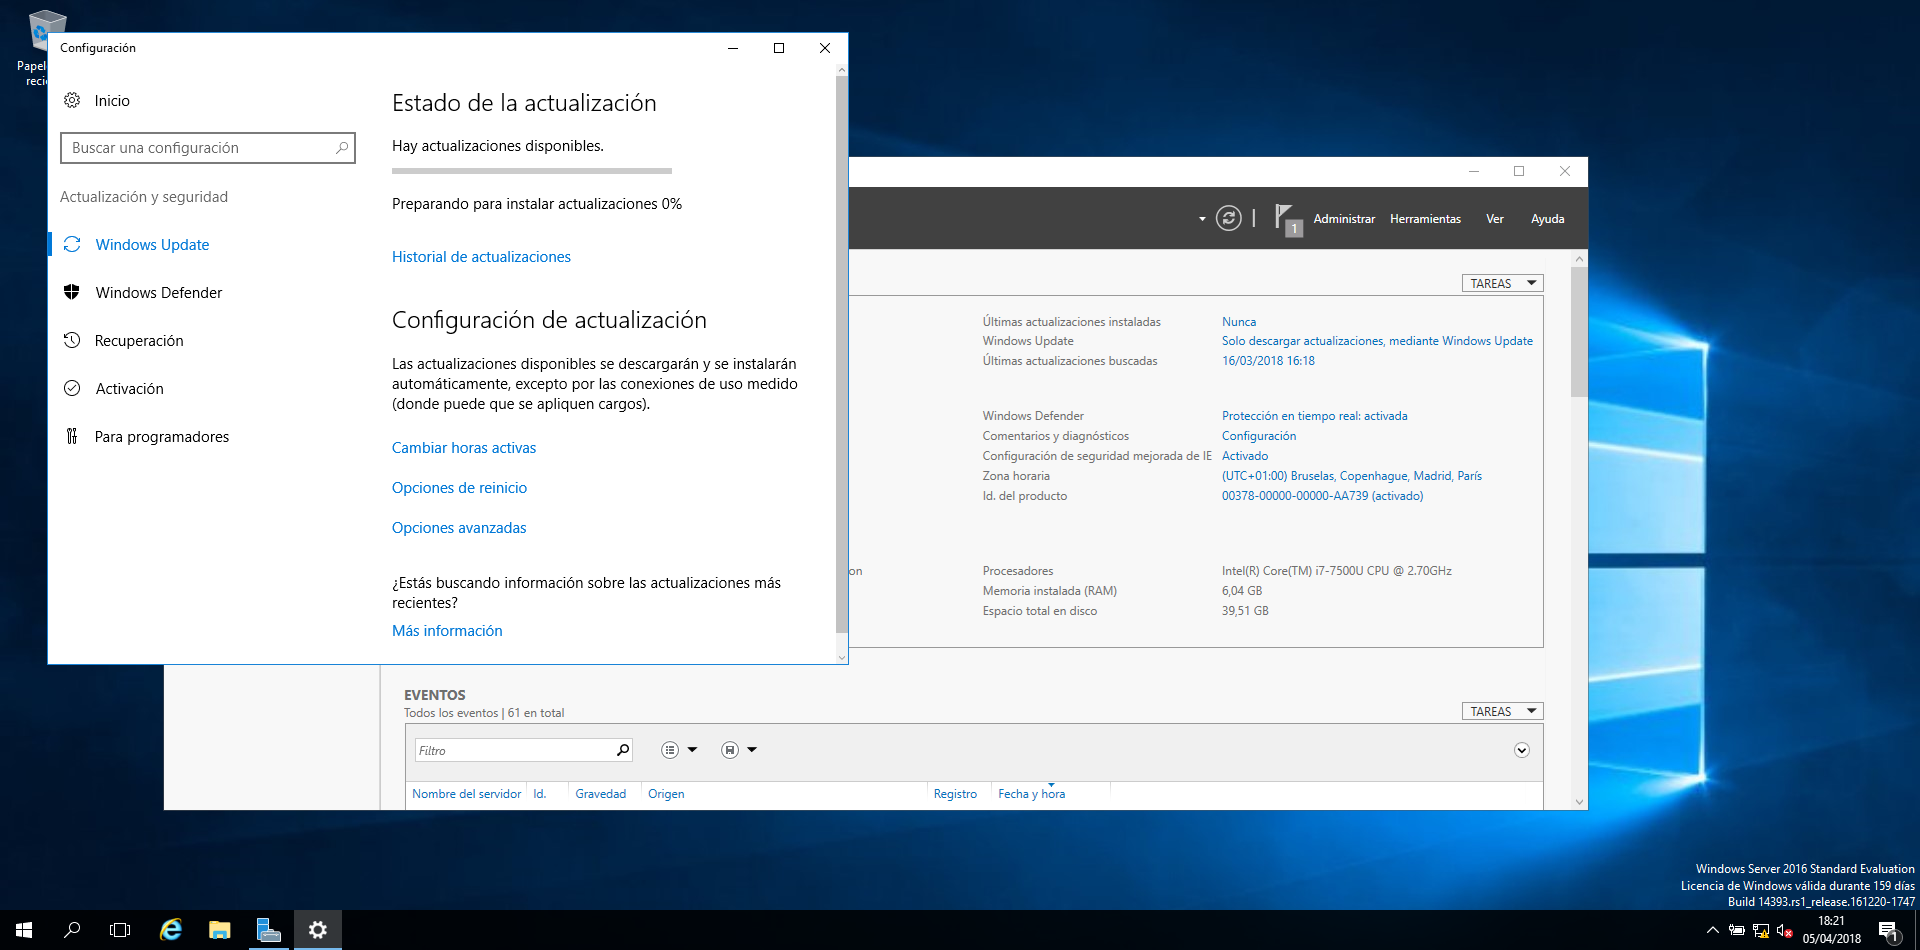 Configuración
Inicio
Buscar una configuración
Actualización y seguridad
Windows Update
Windows Defender
Recuperación
Activación
Para programadores
Estado de la actualización
Hay actualizaciones disponibles.
Preparando para instalar actualizaciones 0%
Historial de actualizaciones
Configuración de actualización
Las actualizaciones disponibles se descargarán y se instalarán
automáticamente, excepto por las conexiones de uso medido
(donde puede que se apliquen cargos).
Cambiar horas activas
Opciones de reinicio
Opciones avanzadas
¿Estás buscando información sobre las actualizaciones más
recientes?
Más información
1 Administrar Herramientas Ver Ayuda
TAREAS
Últimas actualizaciones instaladas Nunca
Windows Update Solo descargar actualizaciones, mediante Windows Update
Últimas actualizaciones buscadas 16/03/2018 16:18
Windows Defender Protección en tiempo real: activada
Comentarios y diagnósticos Configuración
Configuración de seguridad mejorada de IE Activado
Zona horaria (UTC+01:00) Bruselas, Copenhague, Madrid, París
Id. del producto 00378-00000-00000-AA739 (activado)
on Procesadores Intel(R) Core(TM) i7-7500U CPU @ 2.70GHz
Memoria instalada (RAM) 6,04 GB
Espacio total en disco 39,51 GB
EVENTOS
Todos los eventos | 61 en total
TAREAS
Filtro
Nombre del servidor Id. Gravedad Origen Registro Fecha y hora
Windows Server 2016 Standard Evaluation
Licencia de Windows válida durante 159 días
Build 14393.rs1_release.161220-1747
18:21
05/04/2018
1